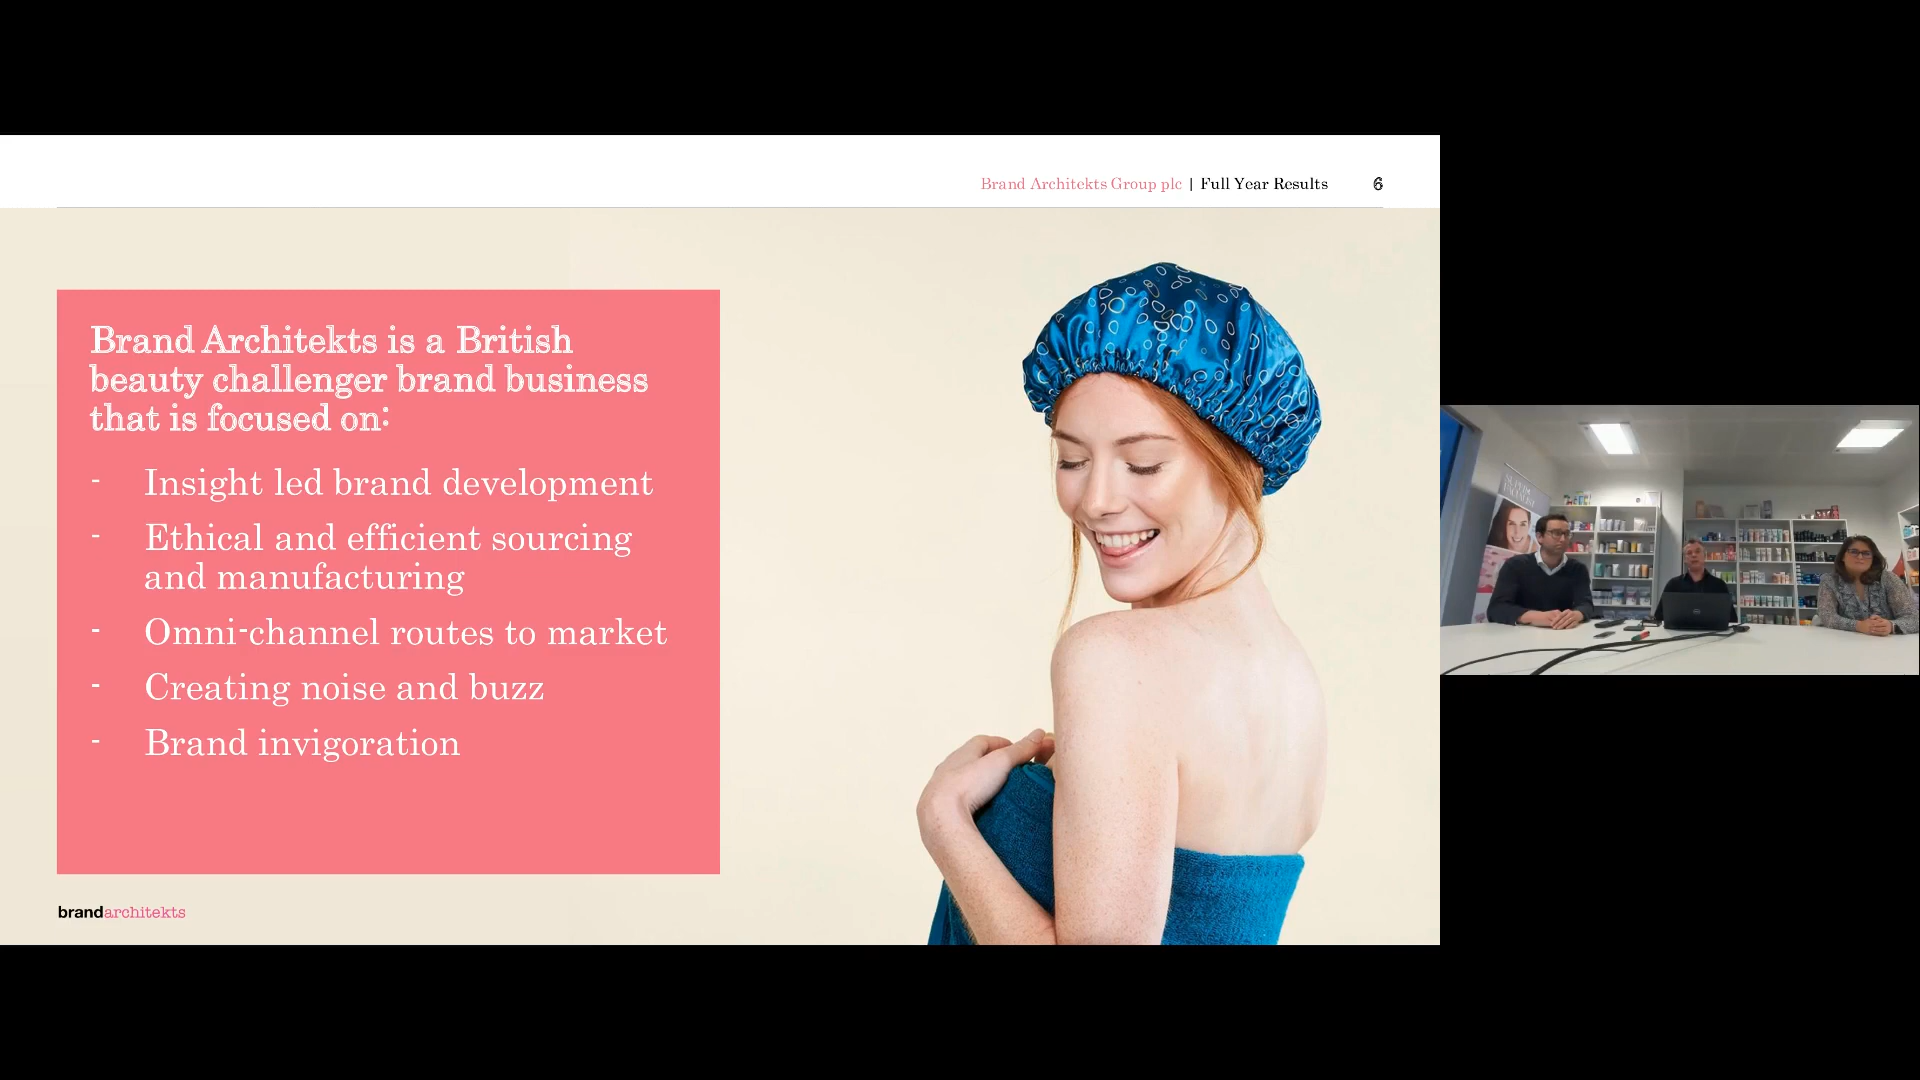 Brand Architekts Group plc | Full Year Results 6
Brand Architekts is a British
beauty challenger brand business
that is focused on:
- Insight led brand development
- Ethical and efficient sourcing
and manufacturing
- Omni-channel routes to market
- Creating noise and buzz
- Brand invigoration
brandarchitekts